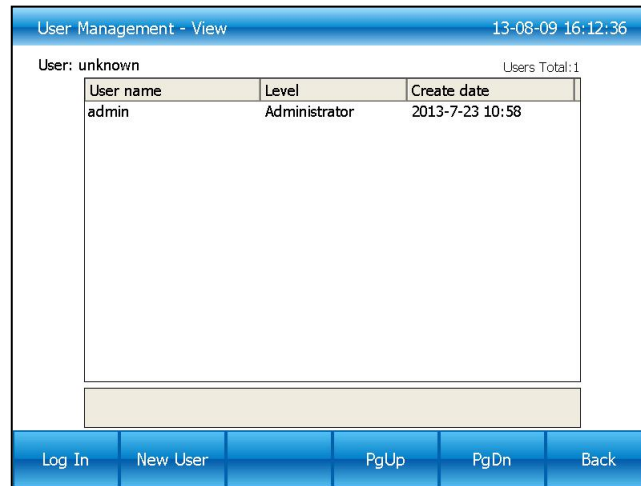 User Management - View 13-08-09 16:12:36
User: unknown Users Total:1
User name Level Create date
admin Administrator 2013-7-23 10:58
Log In New User PgUp PgDn Back